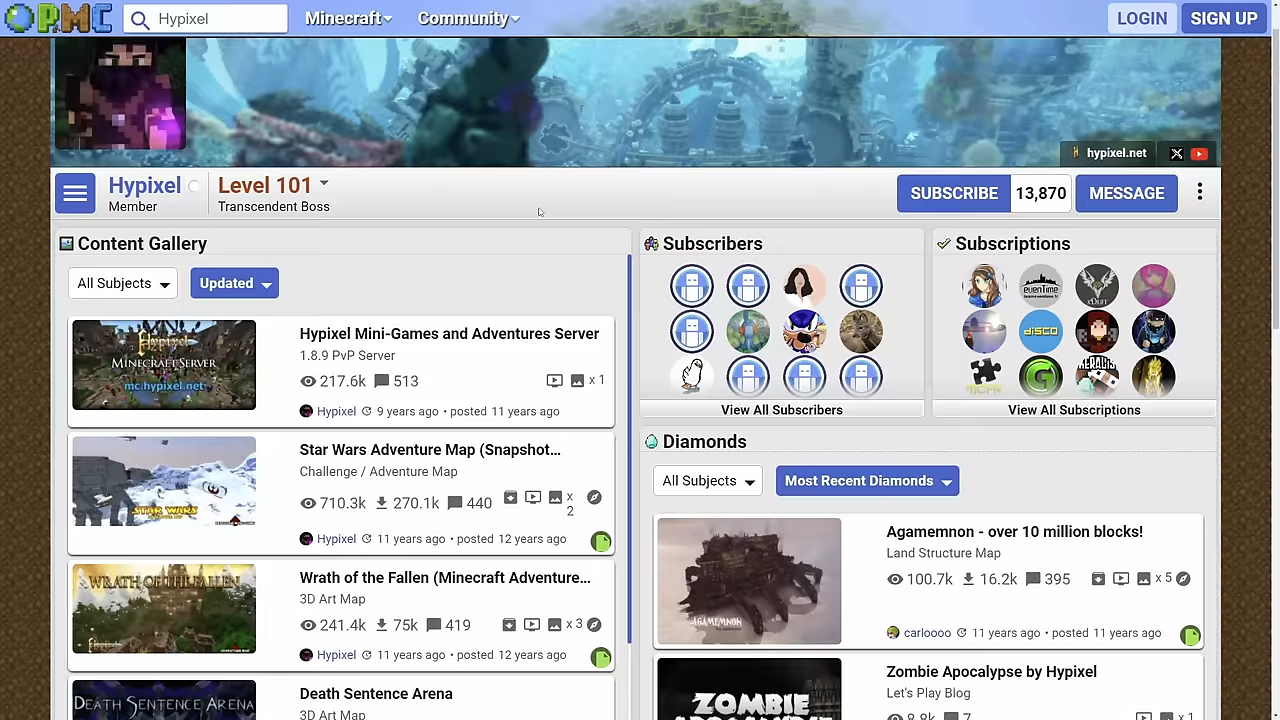 PMC
Hypixel
Minecraft
Community
LOGIN
SIGN UP
hypixel.net
Hypixel
Member
Level 101
Transcendent Boss
SUBSCRIBE
13,870
MESSAGE
Content Gallery
All Subjects
Updated
Hypixel
MINECRAFT SERVER
mc.hypixel.net
Hypixel Mini-Games and Adventures Server
1.8.9 PvP Server
217.6k 513
x 1
Hypixel 9 years ago • posted 11 years ago
STAR WARS
Star Wars Adventure Map (Snapshot...
Challenge / Adventure Map
710.3k 270.1k 440
x 2
Hypixel 11 years ago • posted 12 years ago
WRATH OF THE FALLEN
Hypixel
Wrath of the Fallen (Minecraft Adventure...
3D Art Map
241.4k 75k 419
x 3
Hypixel 11 years ago • posted 12 years ago
DEATH SENTENCE ARENA
Death Sentence Arena
3D Art Map
Subscribers
View All Subscribers
Subscriptions
evenTime
disco
View All Subscriptions
Diamonds
All Subjects
Most Recent Diamonds
AGAMEMNON
Agamemnon - over 10 million blocks!
Land Structure Map
100.7k 16.2k 395
x 5
carloooo 11 years ago • posted 11 years ago
ZOMBIE
APOCALYPSE
Zombie Apocalypse by Hypixel
Let's Play Blog
8.8k 7
x 1